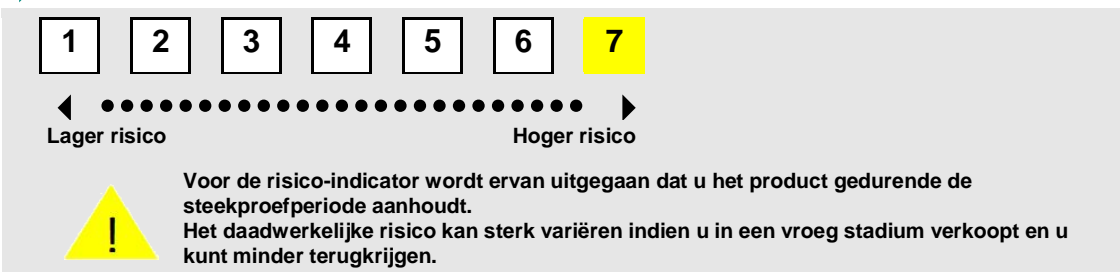 1 2 3 4 5 6 7
Lager risico Hoger risico
!
Voor de risico-indicator wordt ervan uitgegaan dat u het product gedurende de
steekproefperiode aanhoudt.
Het daadwerkelijke risico kan sterk variëren indien u in een vroeg stadium verkoopt en u
kunt minder terugkrijgen.